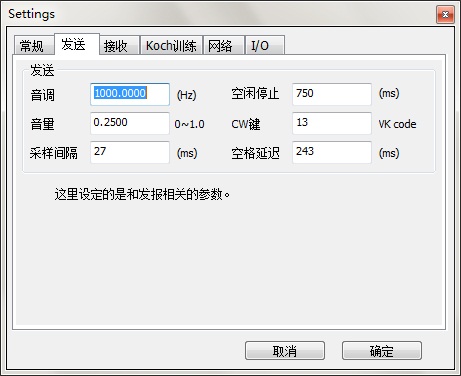 Settings
常规 发送 接收 Koch训练 网络 I/O
发送
音调 1000.0000 (Hz) 空闲停止 750 (ms)
音量 0.2500 0~1.0 CW键 13 VK code
采样间隔 27 (ms) 空格延迟 243 (ms)
这里设定的是和发报相关的参数。
取消 确定